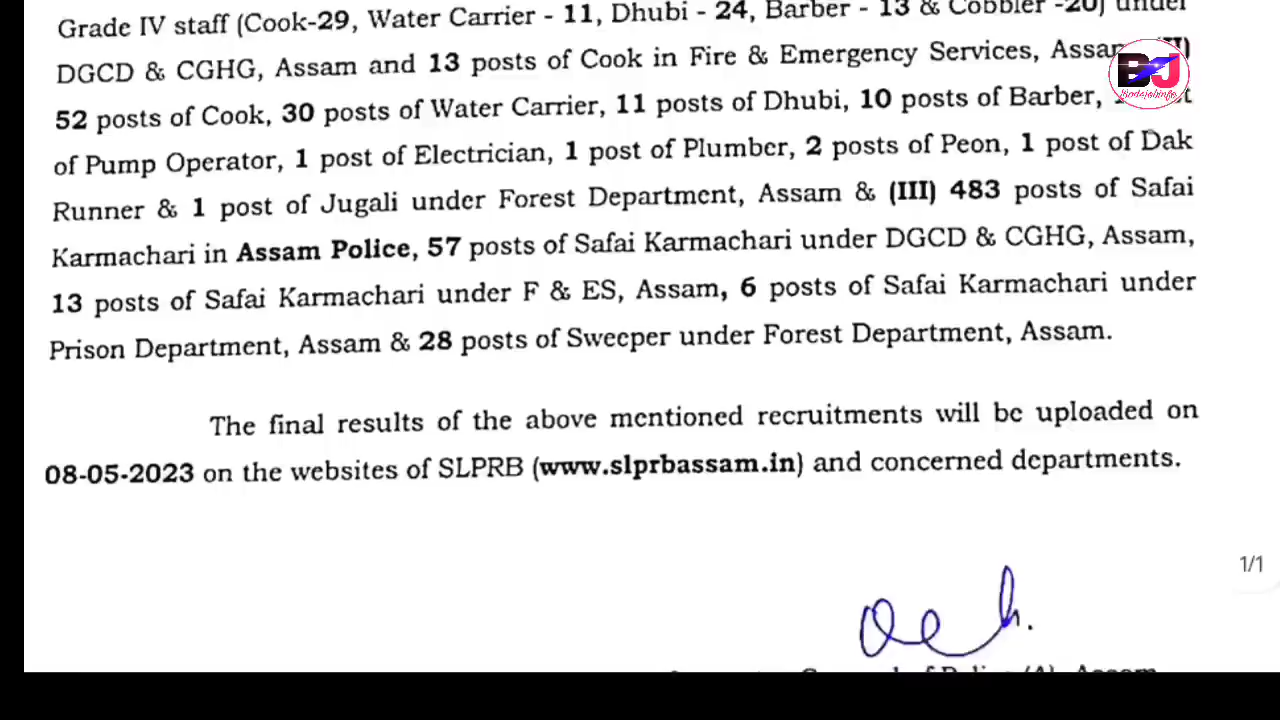 Grade IV staff (Cook-29, Water Carrier - 11, Dhubi - 24, Barber - 13 & Cobbler -20) under
DGCD & CGHG, Assam and 13 posts of Cook in Fire & Emergency Services, Assam (II)
52 posts of Cook, 30 posts of Water Carrier, 11 posts of Dhubi, 10 posts of Barber,
of Pump Operator, 1 post of Electrician, 1 post of Plumber, 2 posts of Peon, 1 post of Dak
Runner & 1 post of Jugali under Forest Department, Assam & (III) 483 posts of Safai
Karmachari in Assam Police, 57 posts of Safai Karmachari under DGCD & CGHG, Assam,
13 posts of Safai Karmachari under F & ES, Assam, 6 posts of Safai Karmachari under
Prison Department, Assam & 28 posts of Sweeper under Forest Department, Assam.
The final results of the above mentioned recruitments will be uploaded on
08-05-2023 on the websites of SLPRB (www.slprbassam.in) and concerned departments.
1/1
BJ
Bodojobinfo